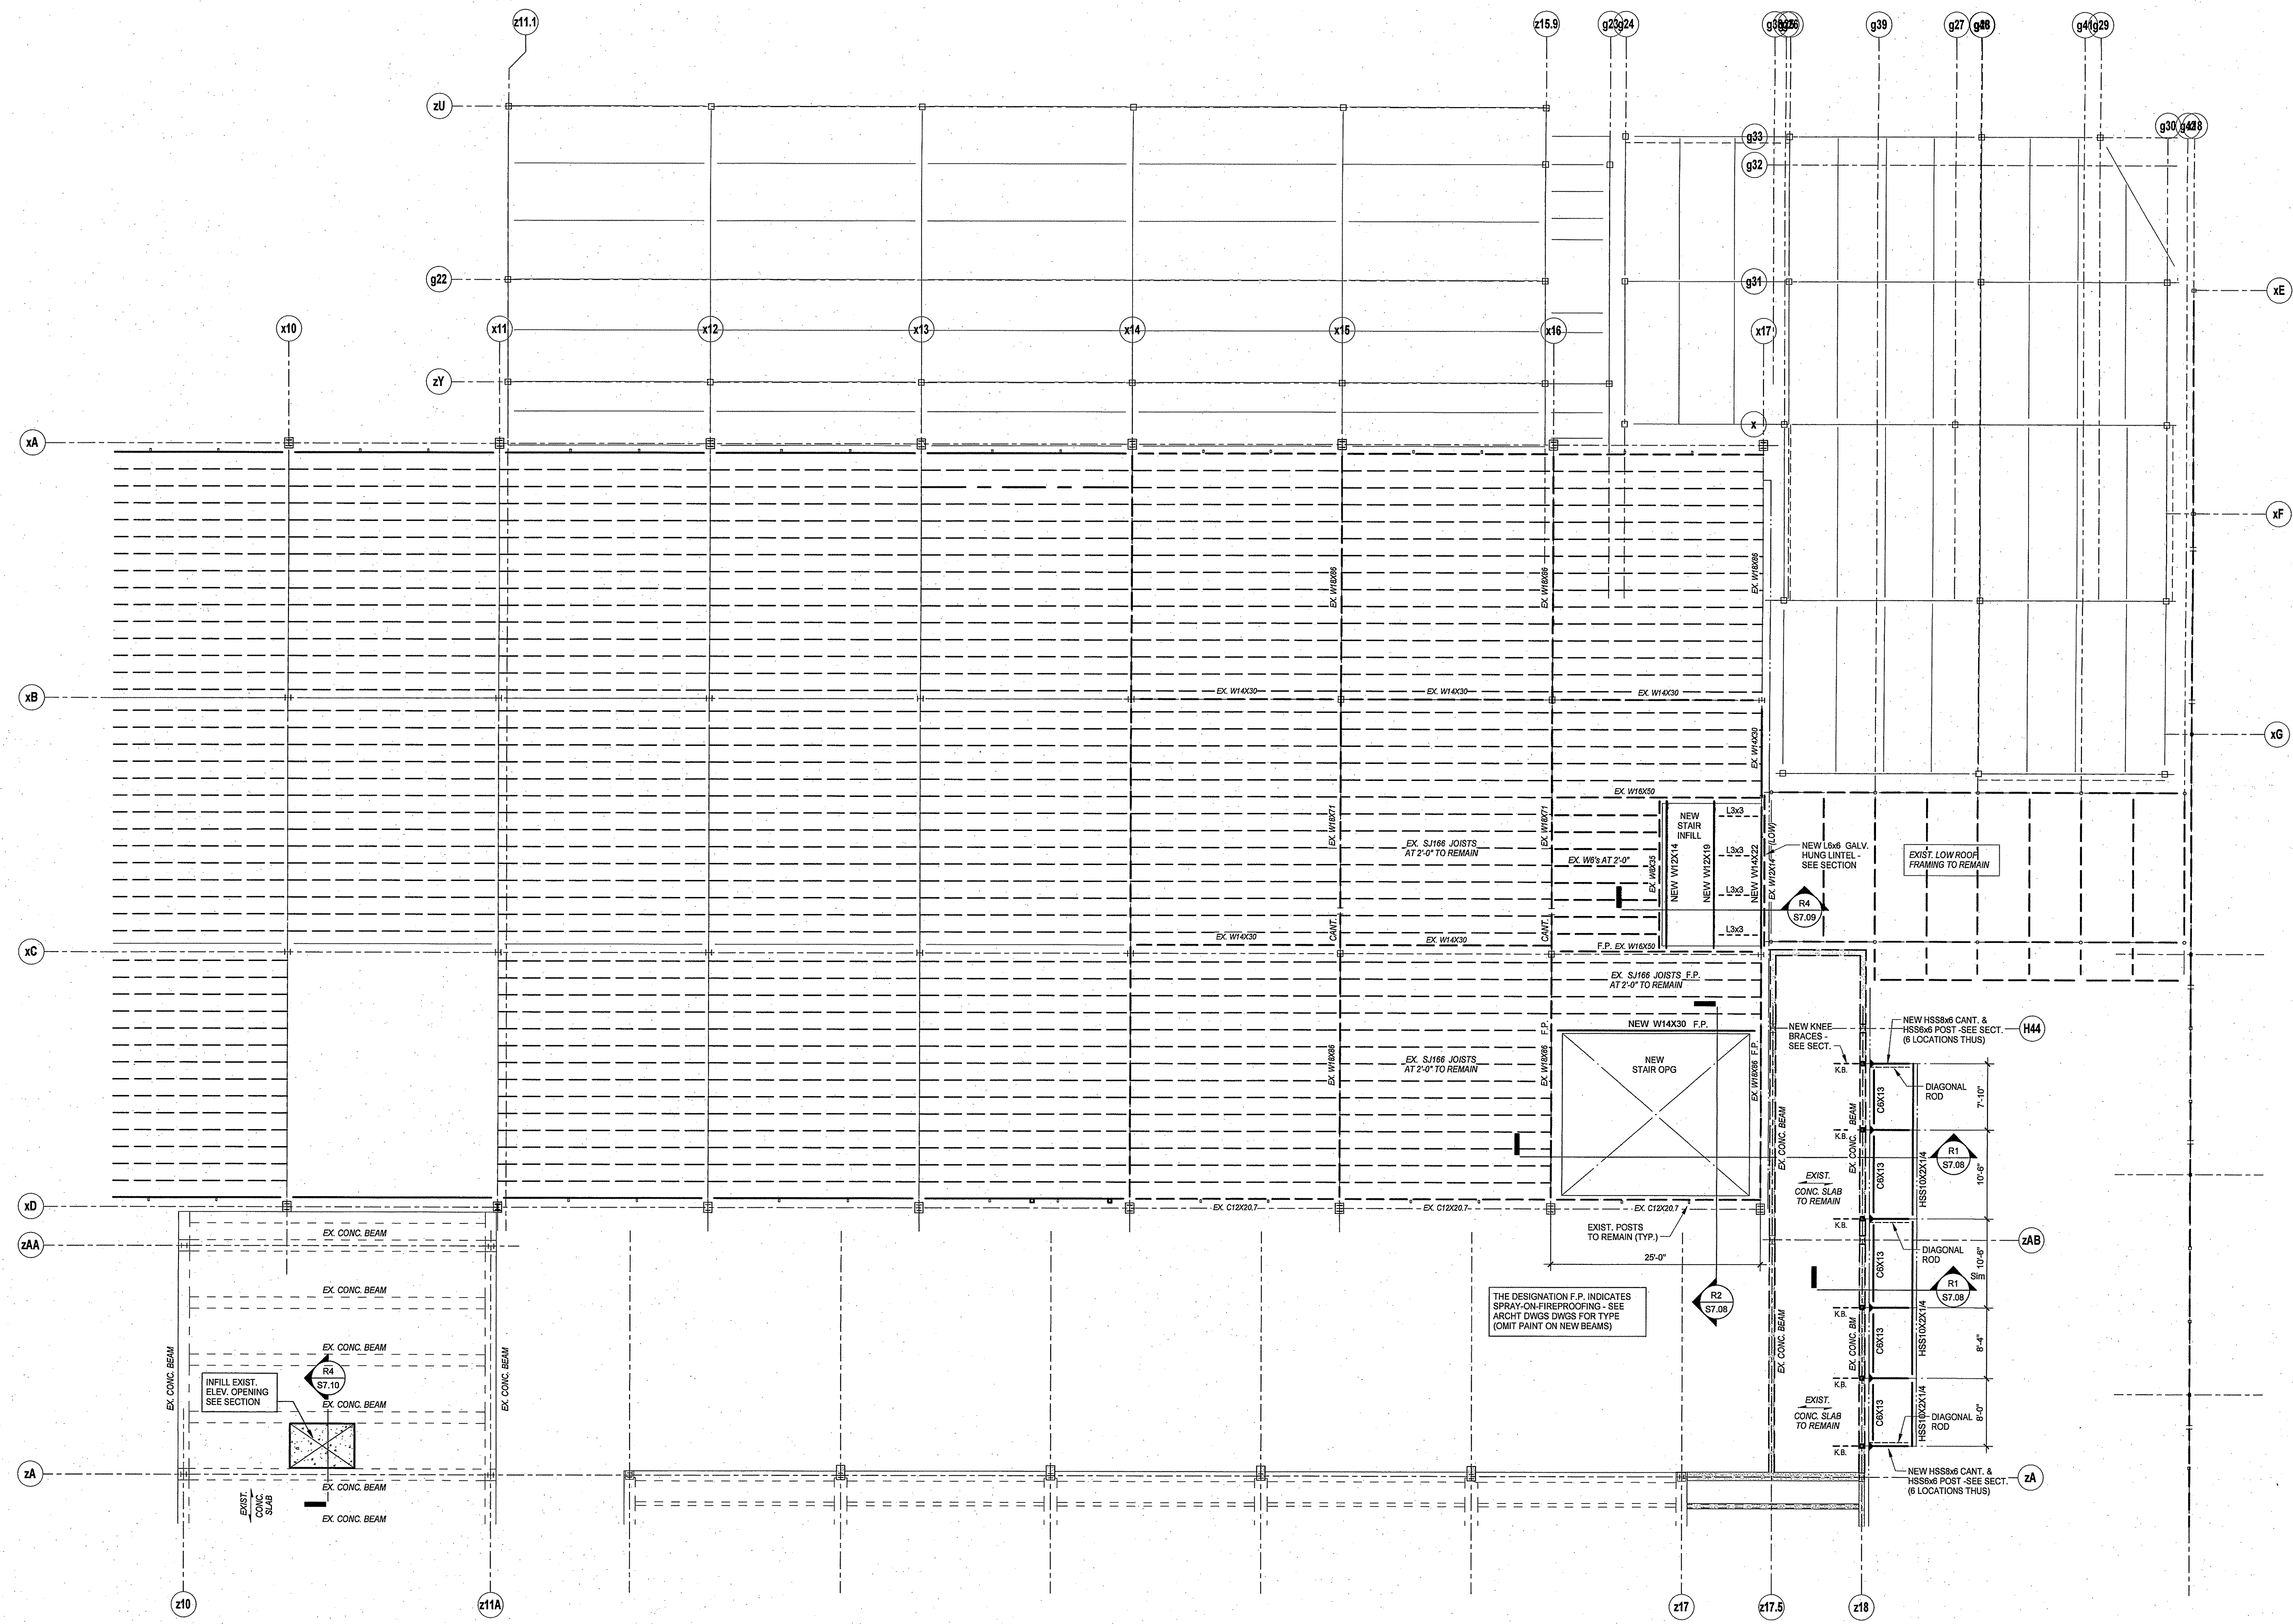 z11.1
z15.9
g23
g24
g39
g27
g41
g29
zU
g33
g30
g32
g22
g31
xE
x10
x11
x12
x13
x14
x15
x16
x17
zY
xA
x
xF
EX. W18X86
EX. W18X86
EX. W18X86
xB
EX. W14X30
EX. W14X30
EX. W14X30
EX. W14X30
xG
EX. W16X50
EX. W18X71
EX. W18X71
EX. SJ166 JOISTS
AT 2'-0" TO REMAIN
EX. W6's AT 2'-0"
EX. W8X35
NEW
STAIR
INFILL
NEW W12X14
NEW W12X19
NEW W14X22
L3x3
L3x3
L3x3
L3x3
EX. W12X14 (LOW)
NEW L6x6 GALV.
HUNG LINTEL -
SEE SECTION
EXIST. LOW ROOF
FRAMING TO REMAIN
R4
S7.09
CANT.
CANT.
EX. W14X30
EX. W14X30
F.P. EX. W16X50
xC
EX. SJ166 JOISTS F.P.
AT 2'-0" TO REMAIN
NEW W14X30 F.P.
NEW KNEE
BRACES -
SEE SECT.
NEW HSS8x6 CANT. &
HSS6x6 POST -SEE SECT.
(6 LOCATIONS THUS)
H44
EX. W18X86
EX. W18X86 F.P.
EX. W18X86 F.P.
EX. SJ166 JOISTS
AT 2'-0" TO REMAIN
NEW
STAIR OPG
K.B.
DIAGONAL
ROD
C6X13
7'-10"
EX. CONC. BEAM
EX. CONC. BEAM
K.B.
R1
S7.08
C6X13
HSS10X2X1/4
10'-6"
EXIST.
CONC. SLAB
TO REMAIN
xD
EX. C12X20.7
EX. C12X20.7
EX. C12X20.7
EXIST. POSTS
TO REMAIN (TYP.)
K.B.
zAA
EX. CONC. BEAM
zAB
25'-0"
DIAGONAL
ROD
C6X13
10'-6"
R1
S7.08
Sim
EX. CONC. BEAM
THE DESIGNATION F.P. INDICATES
SPRAY-ON-FIREPROOFING - SEE
ARCHT DWGS DWGS FOR TYPE
(OMIT PAINT ON NEW BEAMS)
R2
S7.08
K.B.
EX. CONC. BEAM
EX. CONC. BM
C6X13
HSS10X2X1/4
8'-4"
EX. CONC. BEAM
EX. CONC. BEAM
EX. CONC. BEAM
R4
S7.10
INFILL EXIST.
ELEV. OPENING
SEE SECTION
EX. CONC. BEAM
K.B.
EXIST.
CONC. SLAB
TO REMAIN
C6X13
HSS10X2X1/4
DIAGONAL
ROD
8'-0"
K.B.
zA
EX. CONC. BEAM
EXIST.
CONC.
SLAB
EX. CONC. BEAM
NEW HSS8x6 CANT. &
HSS6x6 POST -SEE SECT.
(6 LOCATIONS THUS)
zA
z10
z11A
z17
z17.5
z18